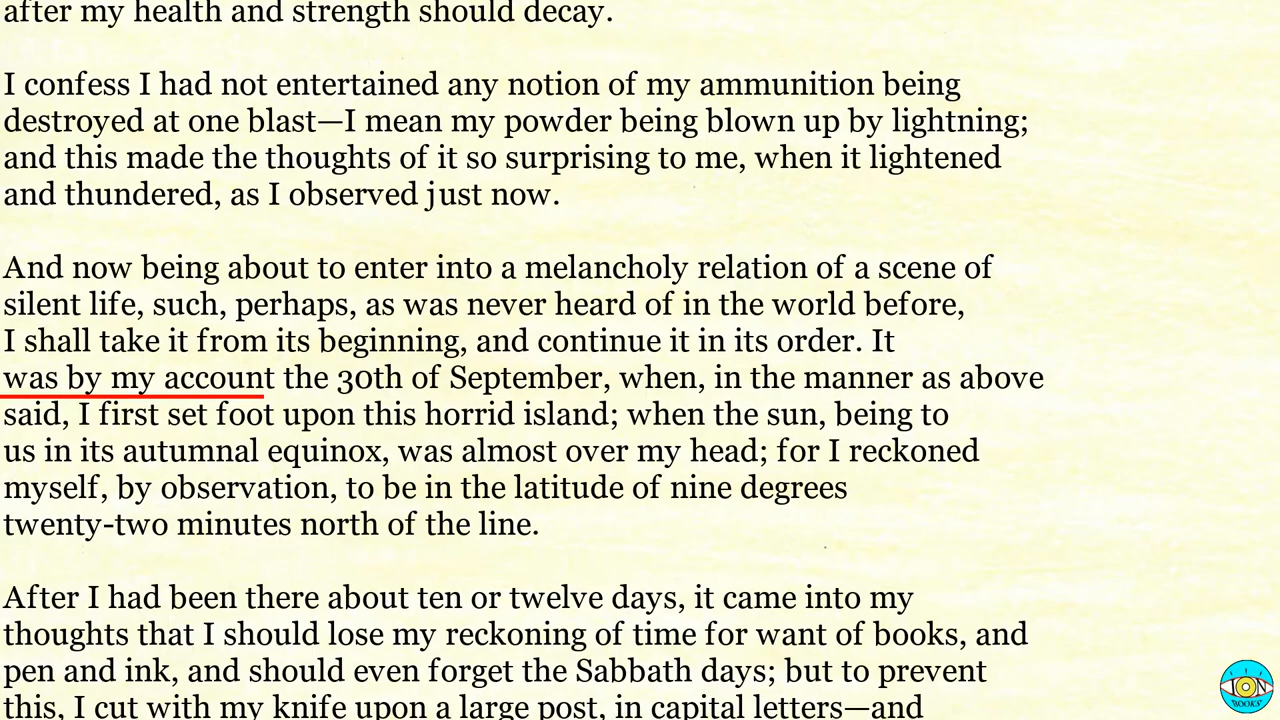 after my health and strength should decay.
I confess I had not entertained any notion of my ammunition being
destroyed at one blast—I mean my powder being blown up by lightning;
and this made the thoughts of it so surprising to me, when it lightened
and thundered, as I observed just now.
And now being about to enter into a melancholy relation of a scene of
silent life, such, perhaps, as was never heard of in the world before,
I shall take it from its beginning, and continue it in its order. It
was by my account the 30th of September, when, in the manner as above
said, I first set foot upon this horrid island; when the sun, being to
us in its autumnal equinox, was almost over my head; for I reckoned
myself, by observation, to be in the latitude of nine degrees
twenty-two minutes north of the line.
After I had been there about ten or twelve days, it came into my
thoughts that I should lose my reckoning of time for want of books, and
pen and ink, and should even forget the Sabbath days; but to prevent
this, I cut with my knife upon a large post, in capital letters—and
ION
BOOKS